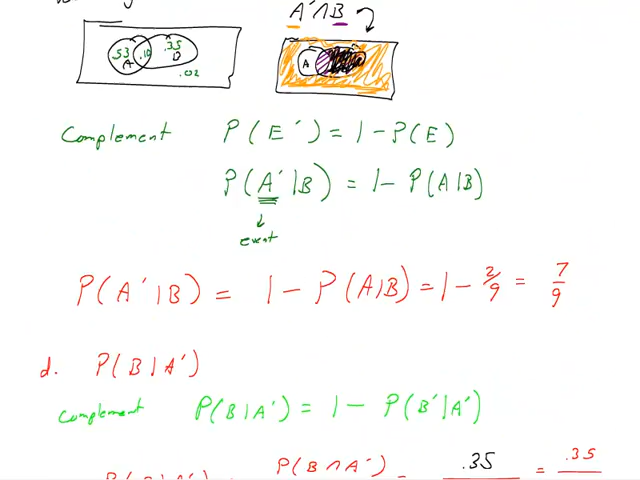 A′∩B
.53 .10 .35
A B
.02
A
Complement P(E′) = 1 - P(E)
P(A′|B) = 1 - P(A|B)
event
P(A′|B) = 1 - P(A|B) = 1 - 2/9 = 7/9
d. P(B|A′)
Complement P(B|A′) = 1 - P(B′|A′)
P(B∩A′) = .35 = .35